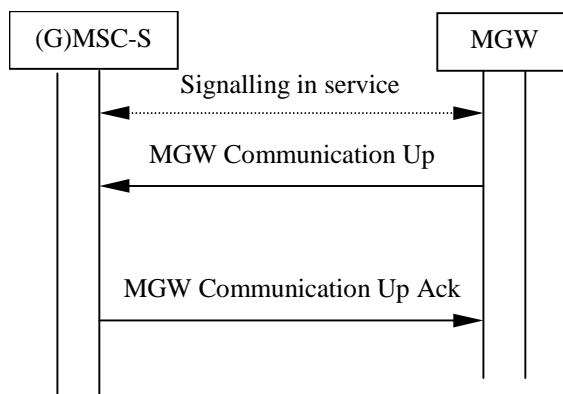 (G)MSC-S
MGW
Signalling in service
MGW Communication Up
MGW Communication Up Ack